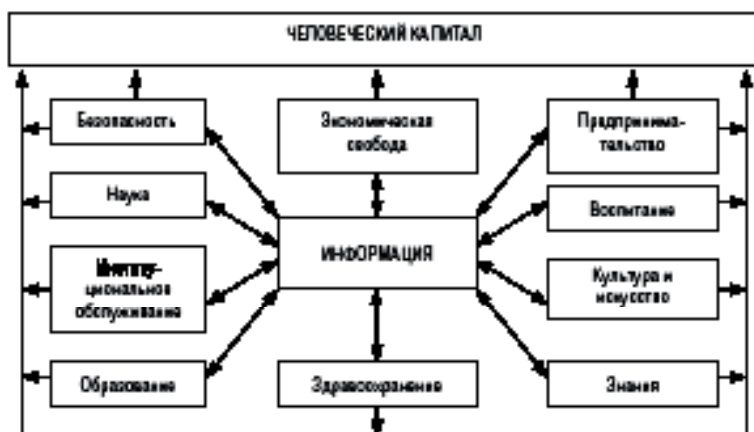 ЧЕЛОВЕЧЕСКИЙ КАПИТАЛ
Безопасность
Экономическая
свобода
Предпринима-
тельство
Наука
Воспитание
ИНФОРМАЦИЯ
циональное
обслуживание
Культура и
искусство
Образование
Здравоохранение
Знания